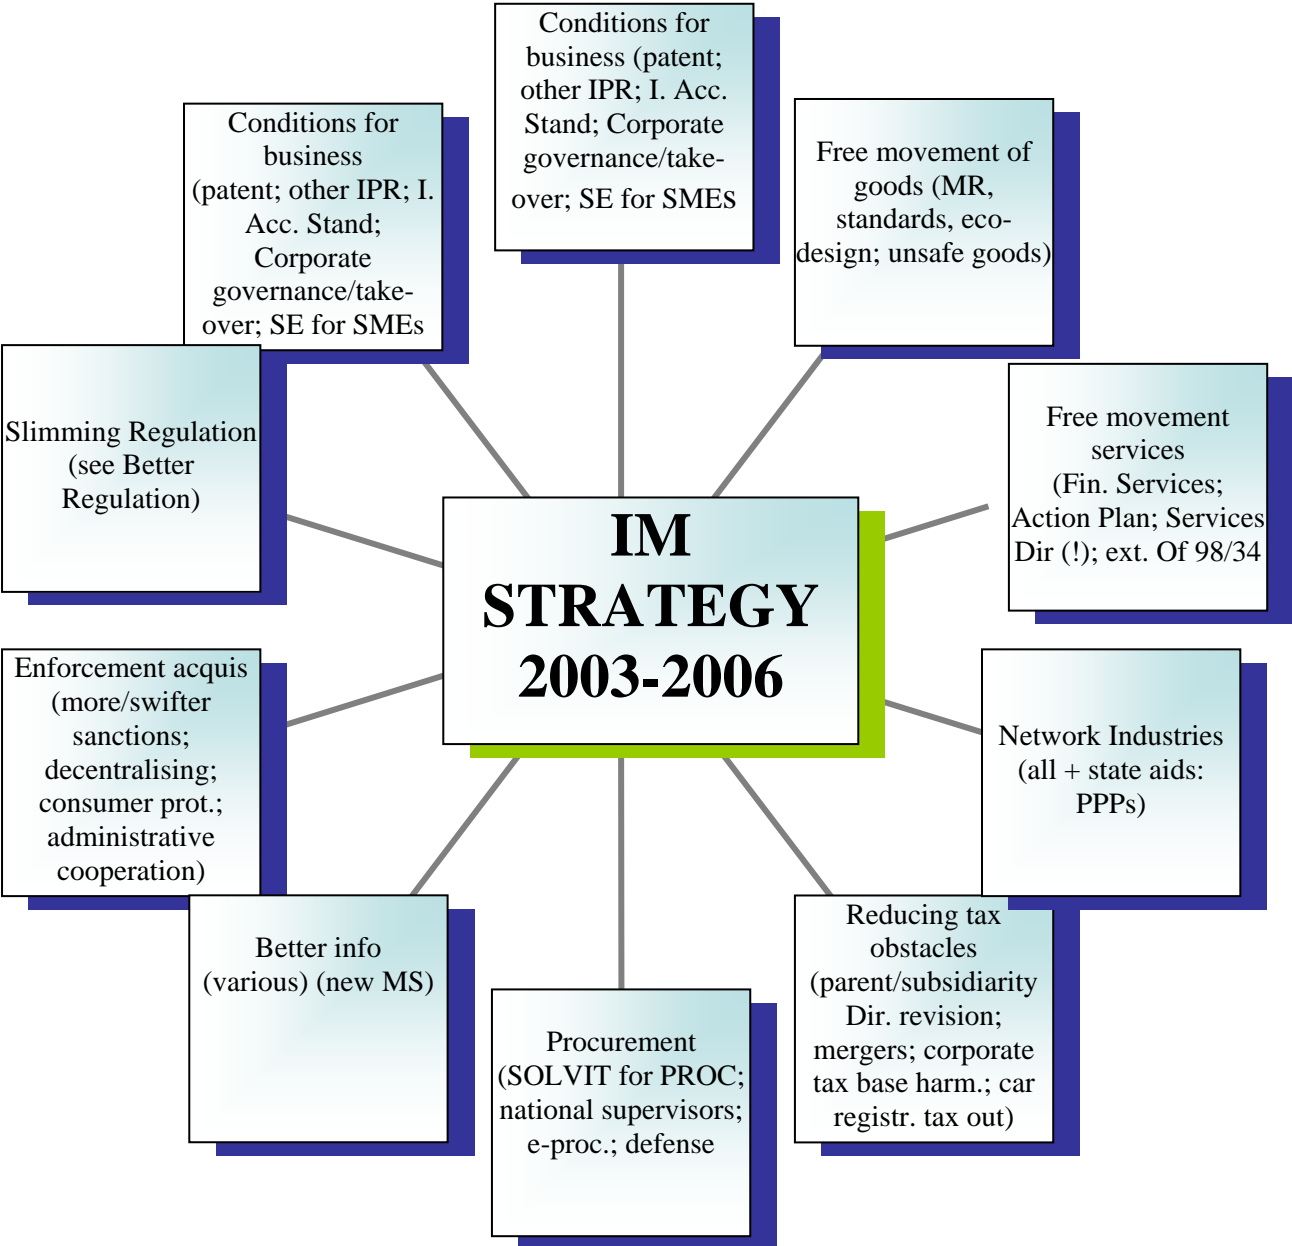 Conditions for
business (patent;
other IPR; I. Acc.
Stand; Corporate
governance/take-
over; SE for SMEs
Conditions for
business
(patent; other IPR; I.
Acc. Stand;
Corporate
governance/take-
over; SE for SMEs
Free movement of
goods (MR,
standards, eco-
design; unsafe goods)
Slimming Regulation
(see Better
Regulation)
Free movement
services
(Fin. Services;
Action Plan; Services
Dir (!); ext. Of 98/34
IM
STRATEGY
2003-2006
Enforcement acquis
(more/swifter
sanctions;
decentralising;
consumer prot.;
administrative
cooperation)
Network Industries
(all + state aids:
PPPs)
Better info
(various) (new MS)
Procurement
(SOLVIT for PROC;
national supervisors;
e-proc.; defense
Reducing tax
obstacles
(parent/subsidiarity
Dir. revision;
mergers; corporate
tax base harm.; car
registr. tax out)